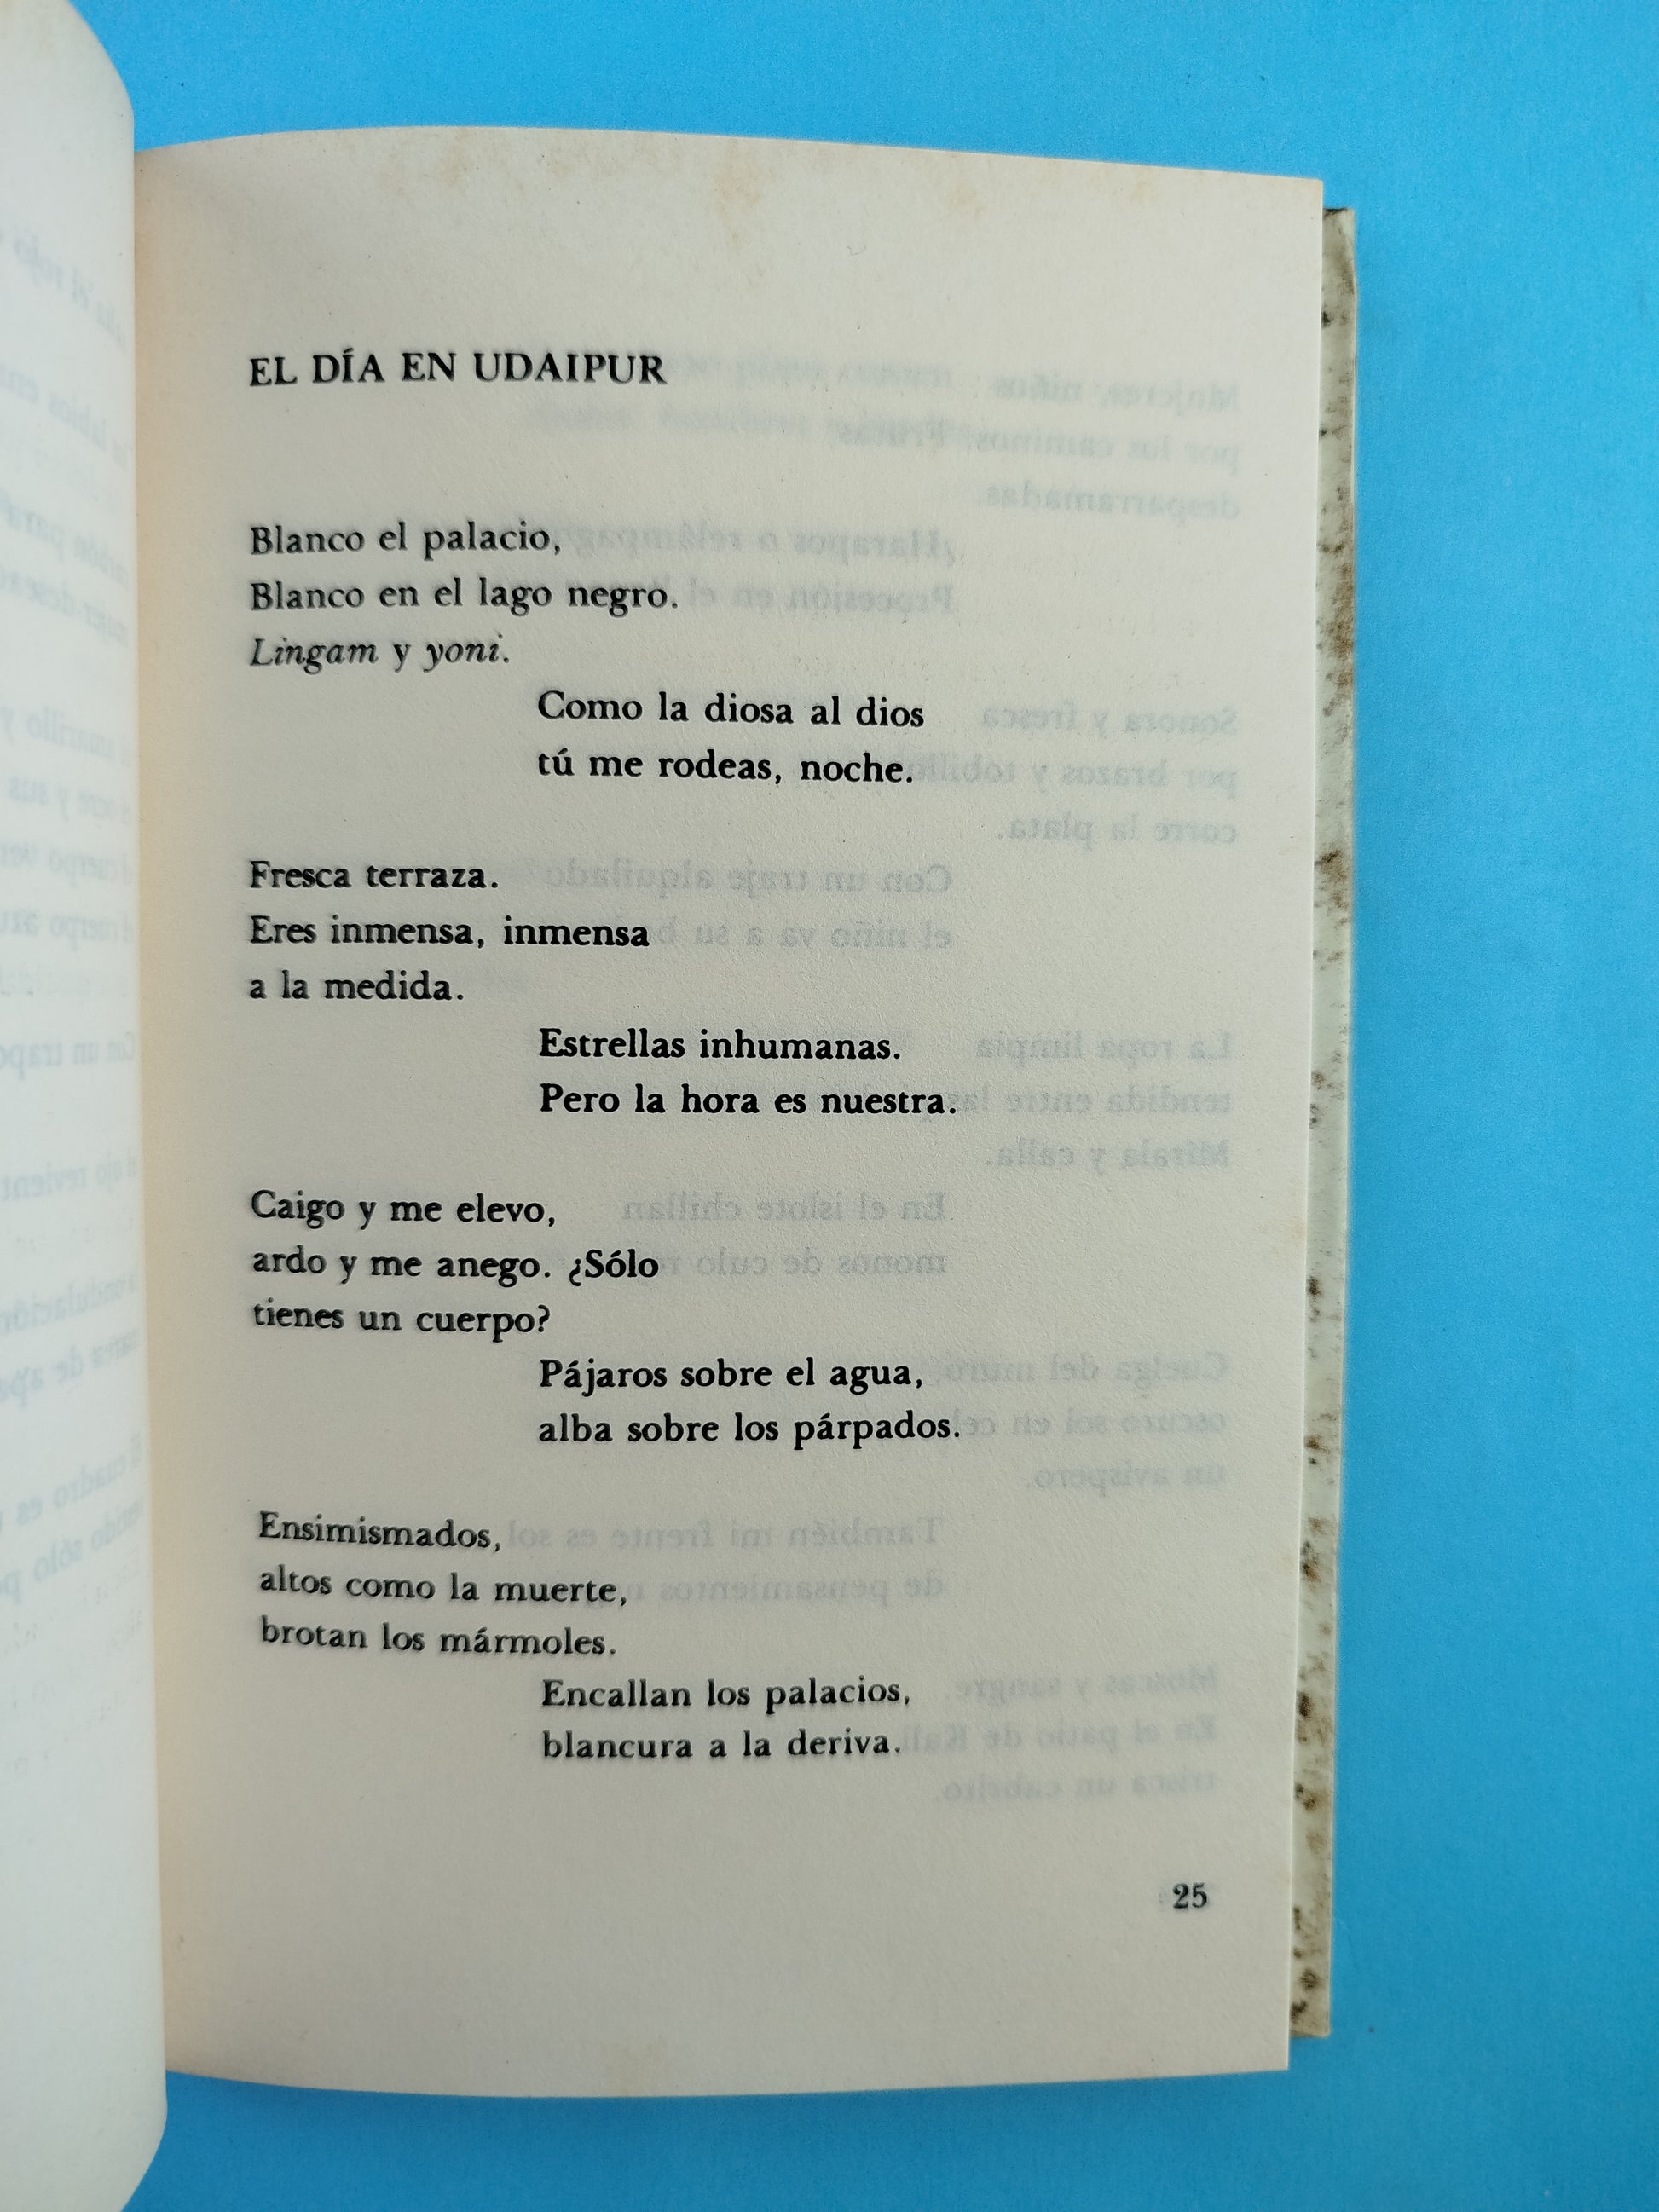 EL DÍA EN UDAIPUR
Blanco el palacio,
Blanco en el lago negro.
Lingam y yoni.
Como la diosa al dios
tú me rodeas, noche.
Fresca terraza.
Eres inmensa, inmensa
a la medida.
Estrellas inhumanas.
Pero la hora es nuestra.
Caigo y me elevo,
ardo y me anego. ¿Sólo
tienes un cuerpo?
Pájaros sobre el agua,
alba sobre los párpados.
Ensimismados,
altos como la muerte,
brotan los mármoles.
Encallan los palacios,
blancura a la deriva.
25